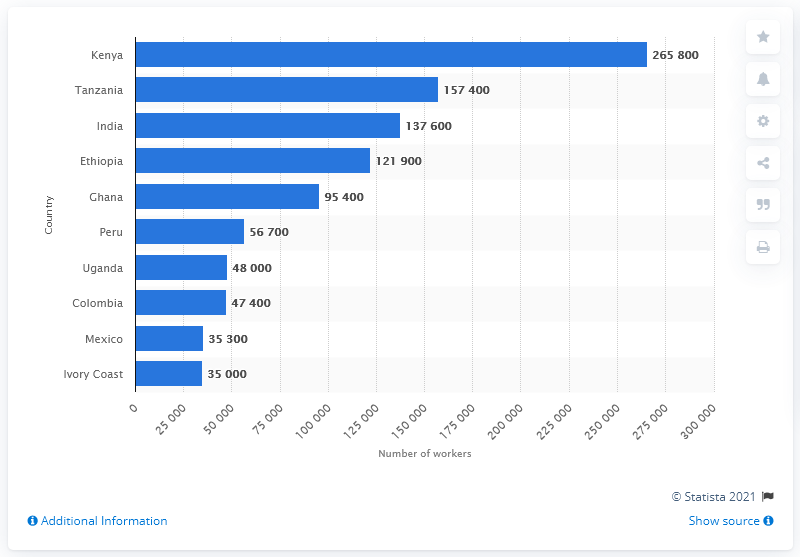 Country
Kenya 265 800
Tanzania 157 400
India 137 600
Ethiopia 121 900
Ghana 95 400
Peru 56 700
Uganda 48 000
Colombia 47 400
Mexico 35 300
Ivory Coast 35 000
0 25 000 50 000 75 000 100 000 125 000 150 000 175 000 200 000 225 000 250 000 275 000 300 000
Number of workers
© Statista 2021
Additional Information Show source